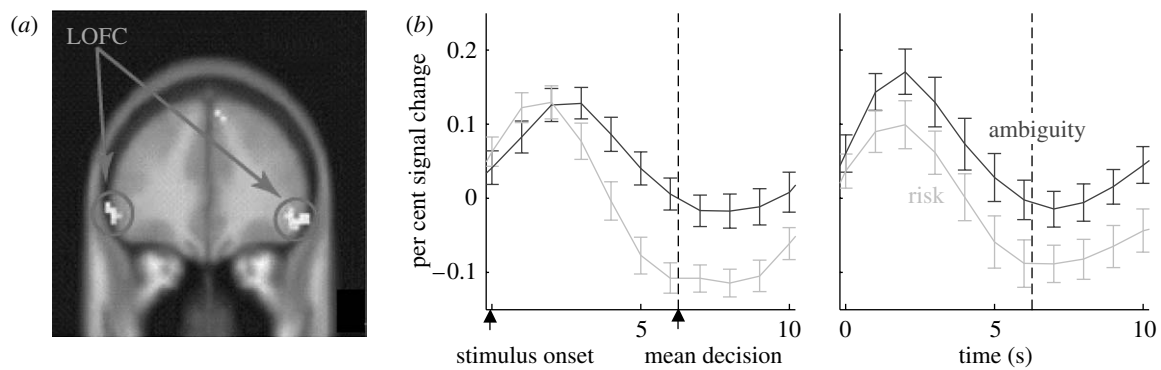 (a)
LOFC
(b)
per cent signal change
0.2
0.1
0
−0.1
5
10
stimulus onset
mean decision
ambiguity
risk
0
5
10
time (s)